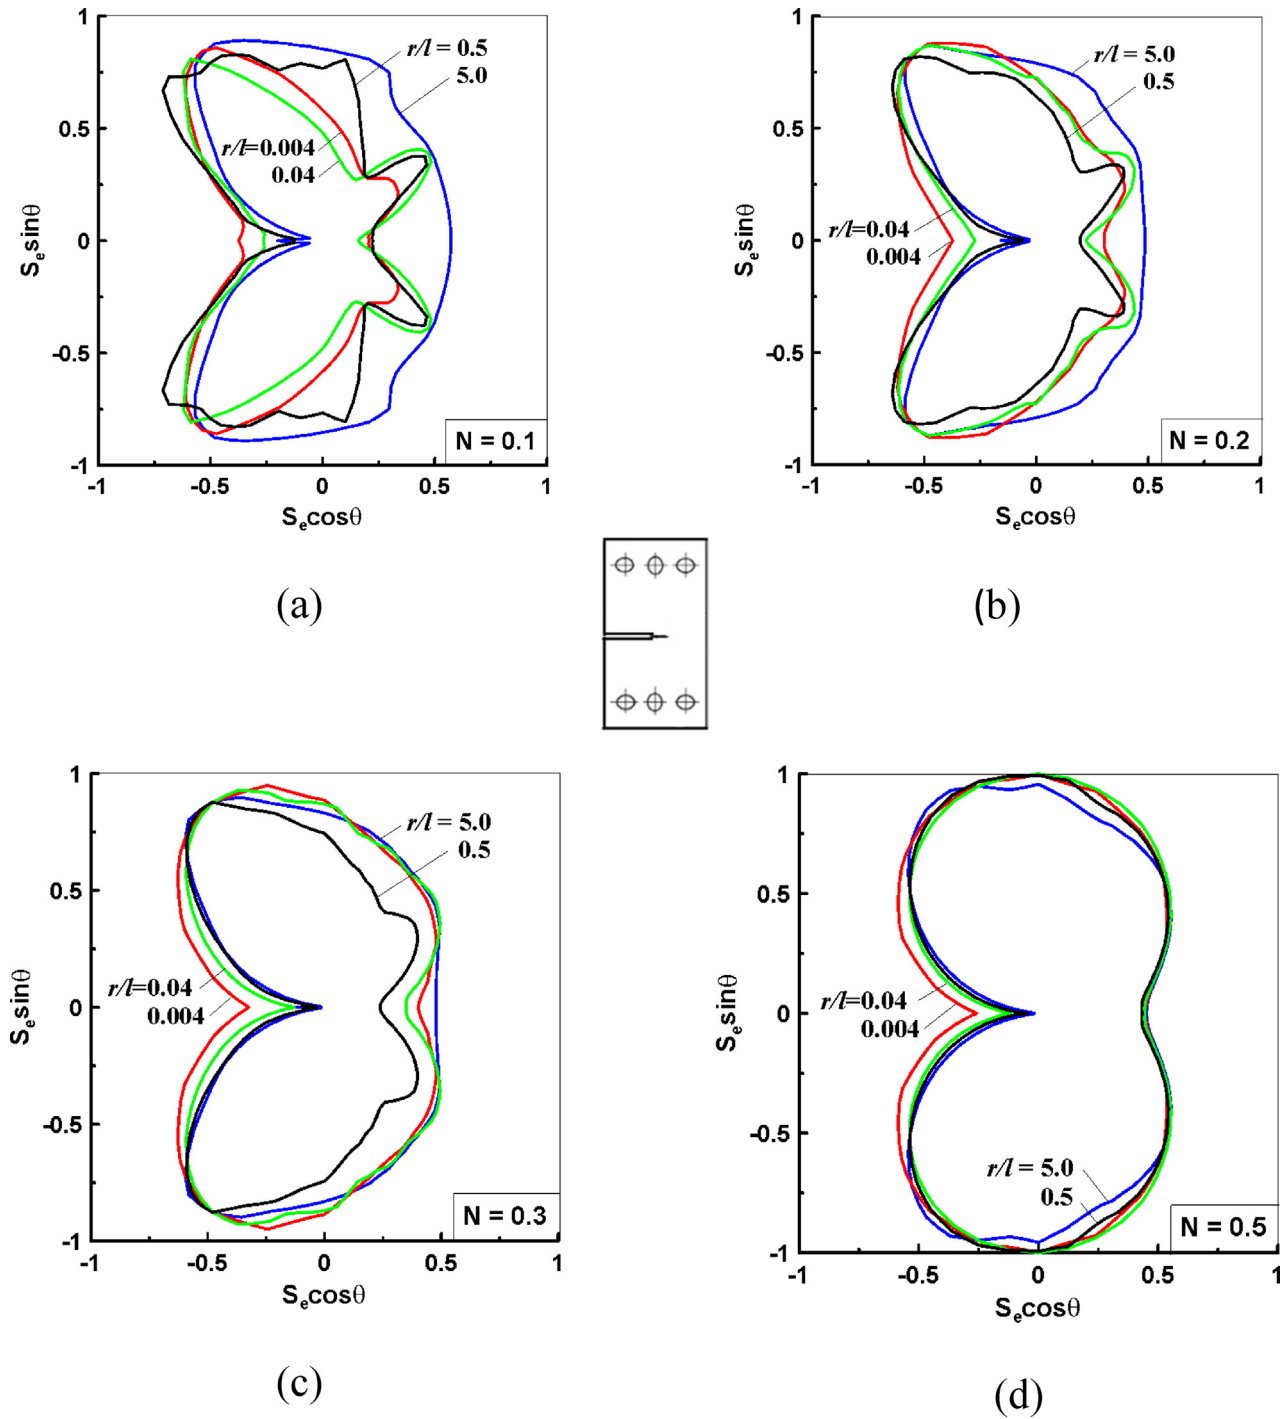 1
r/l = 0.5
5.0
0.5
r/l=0.004
0.04
Sesinθ
0
-0.5
N = 0.1
-1
-1 -0.5 0 0.5 1
Secosθ
(a)
1
r/l = 5.0
0.5
0.5
Sesinθ
r/l=0.04
0.004
0
-0.5
N = 0.2
-1
-1 -0.5 0 0.5 1
Secosθ
(b)
1
r/l = 5.0
0.5
0.5
Sesinθ
r/l=0.04
0.004
0
-0.5
N = 0.3
-1
-1 -0.5 0 0.5 1
Secosθ
(c)
1
0.5
Sesinθ
r/l=0.04
0.004
0
-0.5
r/l = 5.0
0.5
N = 0.5
-1
-1 -0.5 0 0.5 1
Secosθ
(d)